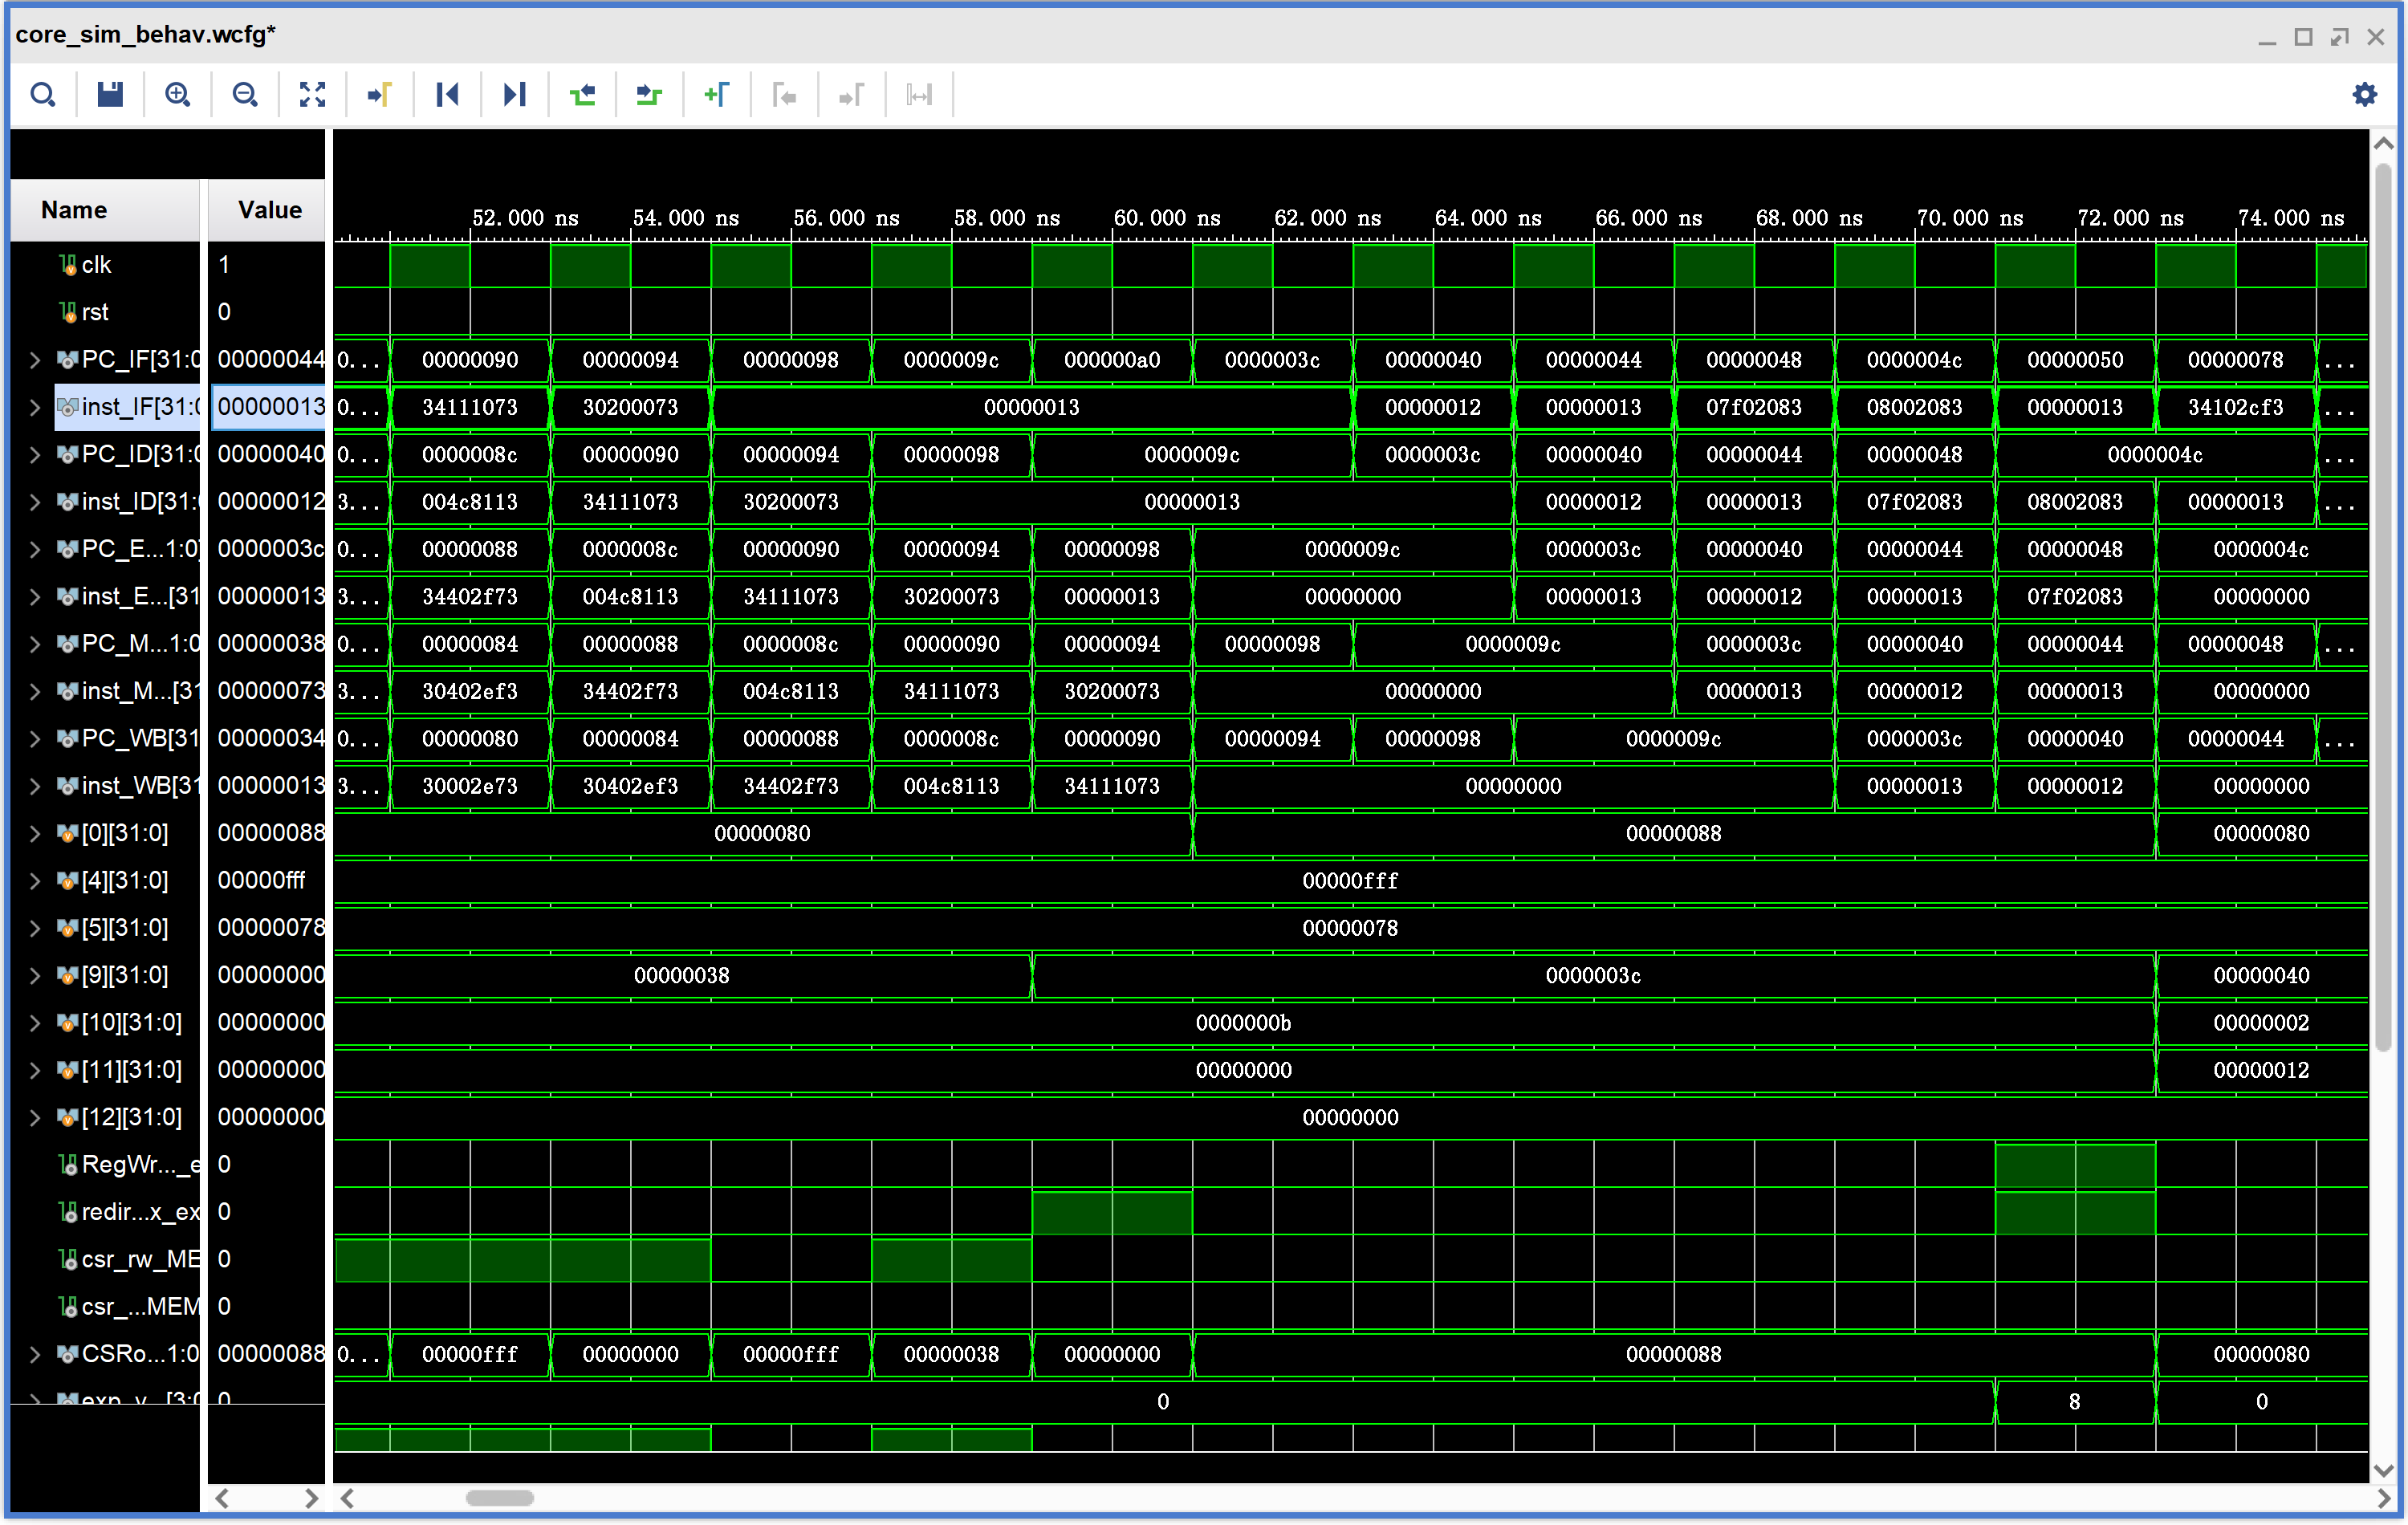 core_sim_behav.wcfg*
Name Value
52.000 ns 54.000 ns 56.000 ns 58.000 ns 60.000 ns 62.000 ns 64.000 ns 66.000 ns 68.000 ns 70.000 ns 72.000 ns 74.000 ns
clk 1
rst 0
PC_IF[31:0 00000044 0... 00000090 00000094 00000098 0000009c 000000a0 0000003c 00000040 00000044 00000048 0000004c 00000050 00000078 ...
inst_IF[31:0 00000013 0... 34111073 30200073 00000013 00000012 00000013 07f02083 08002083 00000013 34102cf3 ...
PC_ID[31:0 00000040 0... 0000008c 00000090 00000094 00000098 0000009c 0000003c 00000040 00000044 00000048 0000004c ...
inst_ID[31: 00000012 3... 004c8113 34111073 30200073 00000013 00000012 00000013 07f02083 08002083 00000013 ...
PC_E...1:0] 0000003c 0... 00000088 0000008c 00000090 00000094 00000098 0000009c 0000003c 00000040 00000044 00000048 0000004c
inst_E...[31 00000013 3... 34402f73 004c8113 34111073 30200073 00000013 00000000 00000013 00000012 00000013 07f02083 00000000
PC_M...1:0 00000038 0... 00000084 00000088 0000008c 00000090 00000094 00000098 0000009c 0000003c 00000040 00000044 00000048 ...
inst_M...[31 00000073 3... 30402ef3 34402f73 004c8113 34111073 30200073 00000000 00000013 00000012 00000013 00000000
PC_WB[31 00000034 0... 00000080 00000084 00000088 0000008c 00000090 00000094 00000098 0000009c 0000003c 00000040 00000044 ...
inst_WB[31 00000013 3... 30002e73 30402ef3 34402f73 004c8113 34111073 00000000 00000013 00000012 00000000
[0][31:0] 00000088 00000080 00000088 00000080
[4][31:0] 00000fff 00000fff
[5][31:0] 00000078 00000078
[9][31:0] 00000000 00000038 0000003c 00000040
[10][31:0] 00000000 0000000b 00000002
[11][31:0] 00000000 00000000 00000012
[12][31:0] 00000000 00000000
RegWr..._e 0
redir...x_ex 0
csr_rw_ME 0
csr_...MEM 0
CSRo...1:0 00000088 0... 00000fff 00000000 00000fff 00000038 00000000 00000088 00000080
exp_v...[3:0 0 0 8 0